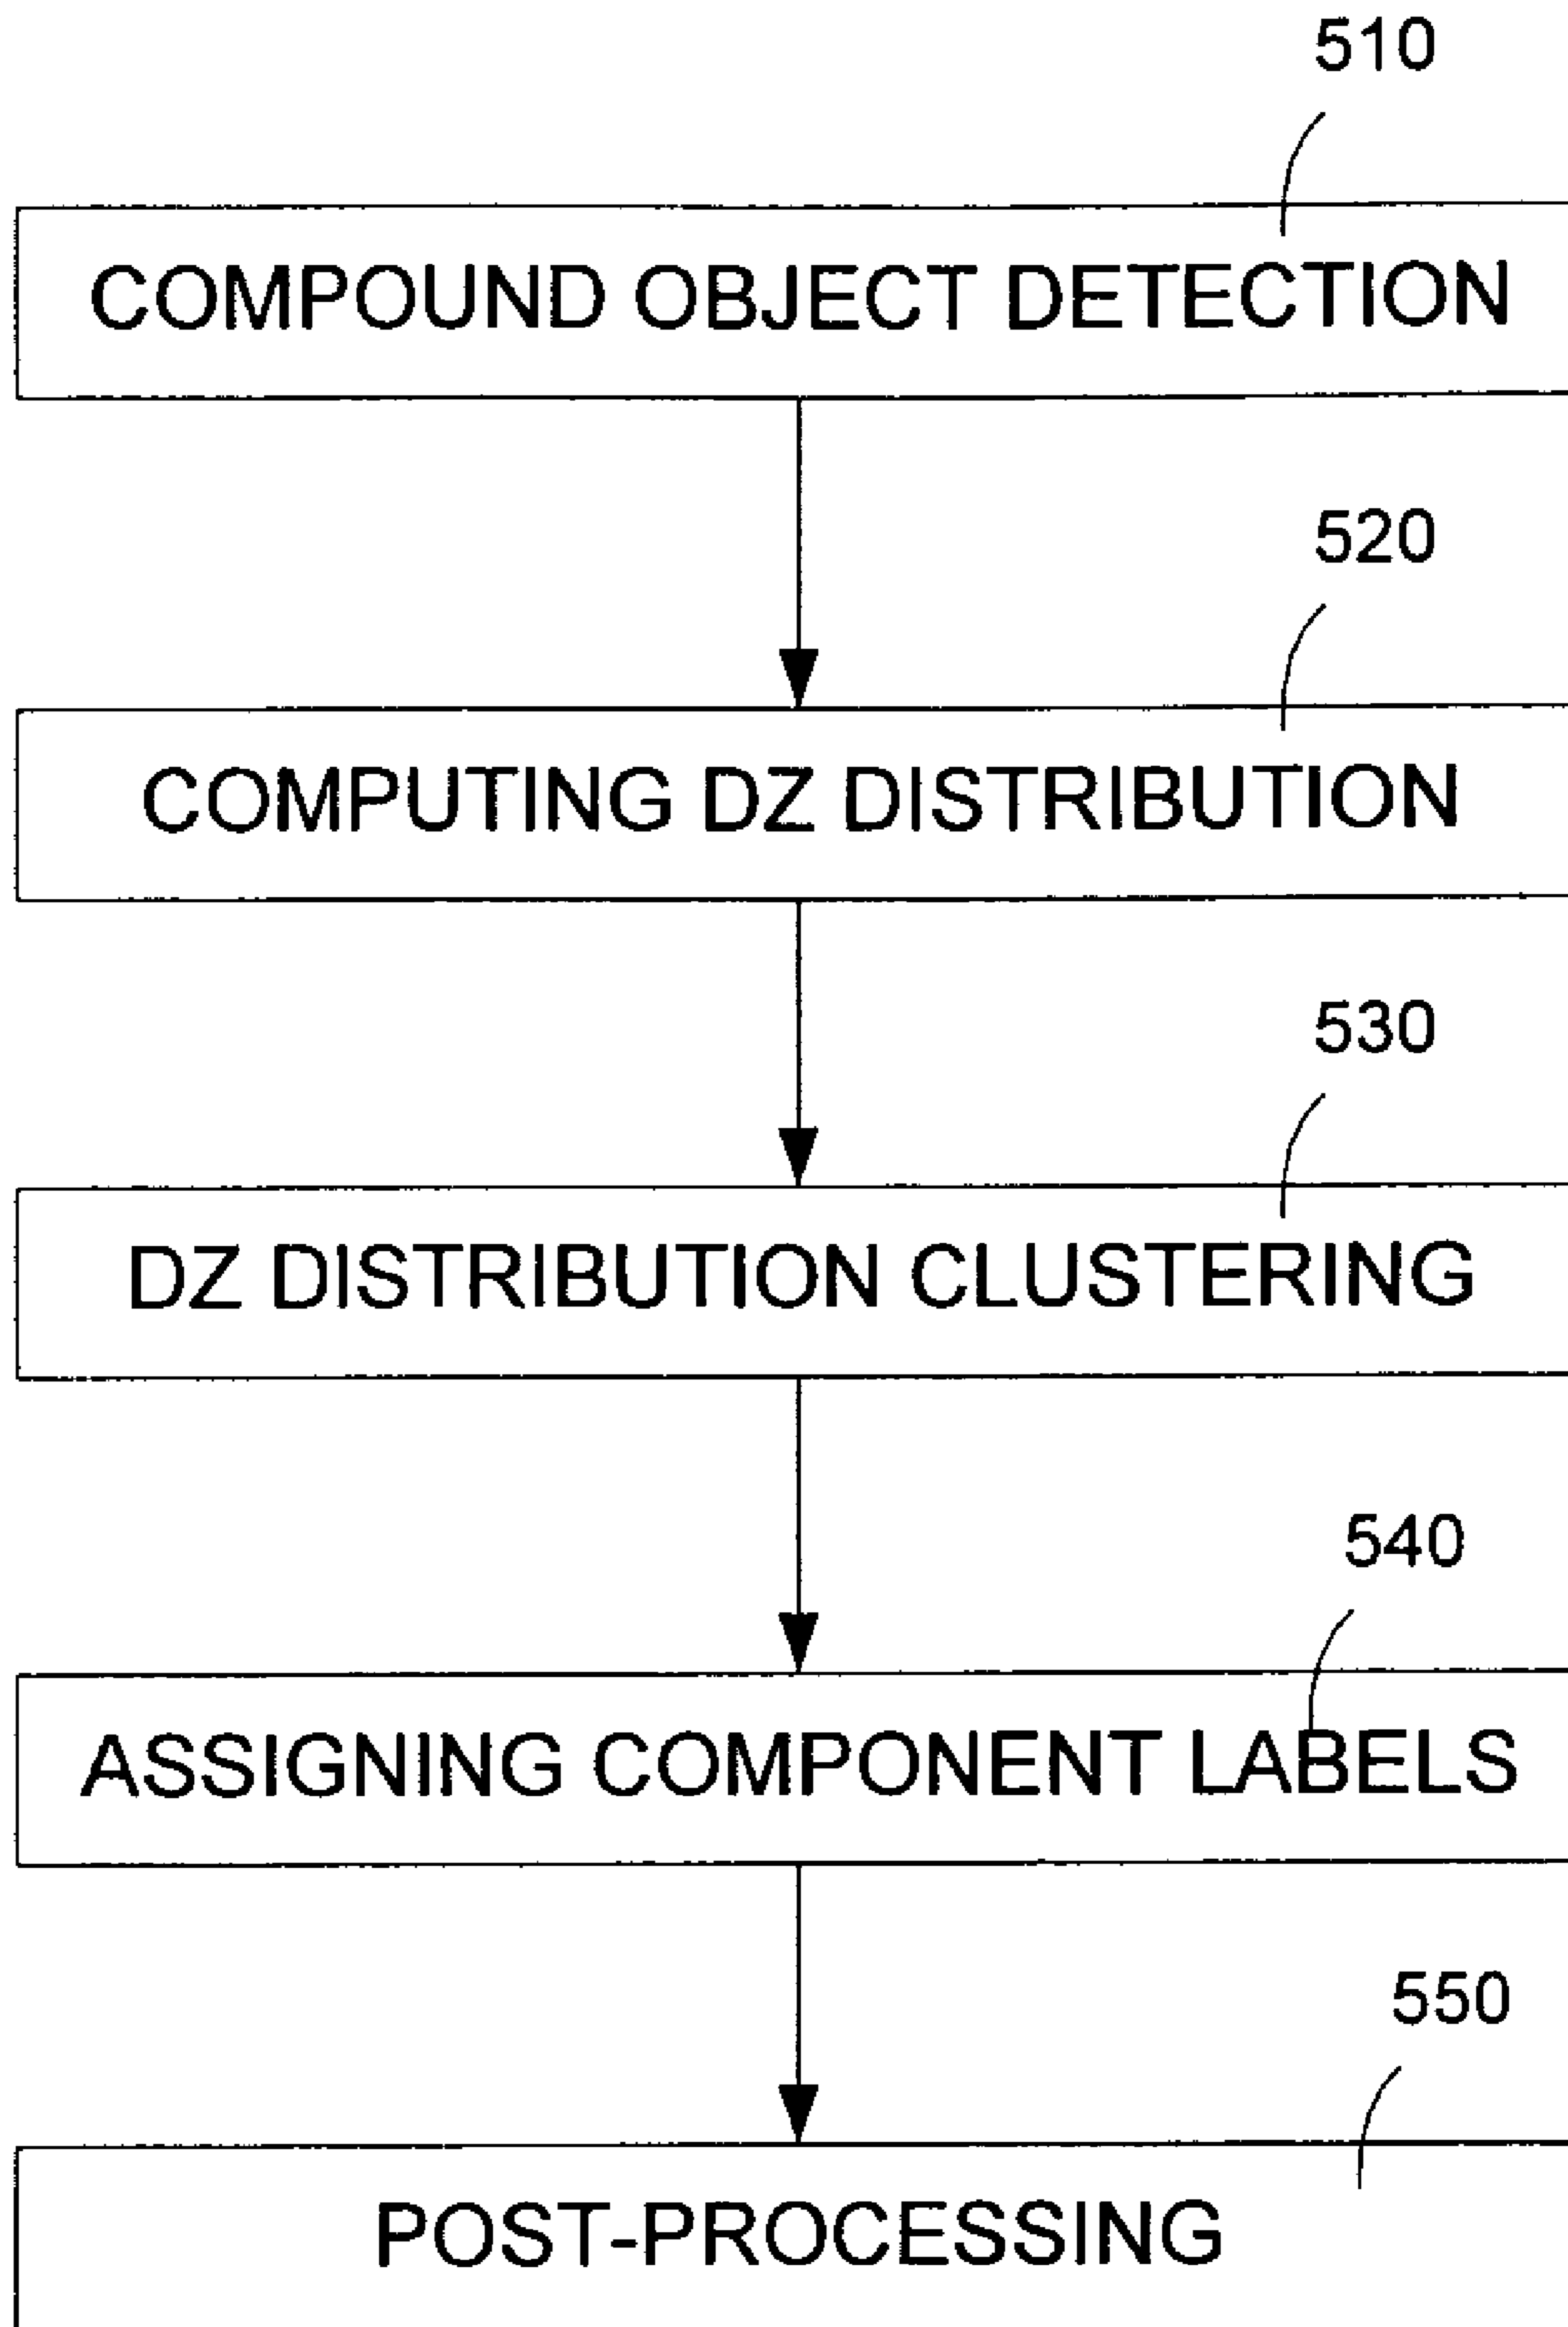 510
COMPOUND OBJECT DETECTION
520
COMPUTING DZ DISTRIBUTION
530
DZ DISTRIBUTION CLUSTERING
540
ASSIGNING COMPONENT LABELS
550
POST-PROCESSING